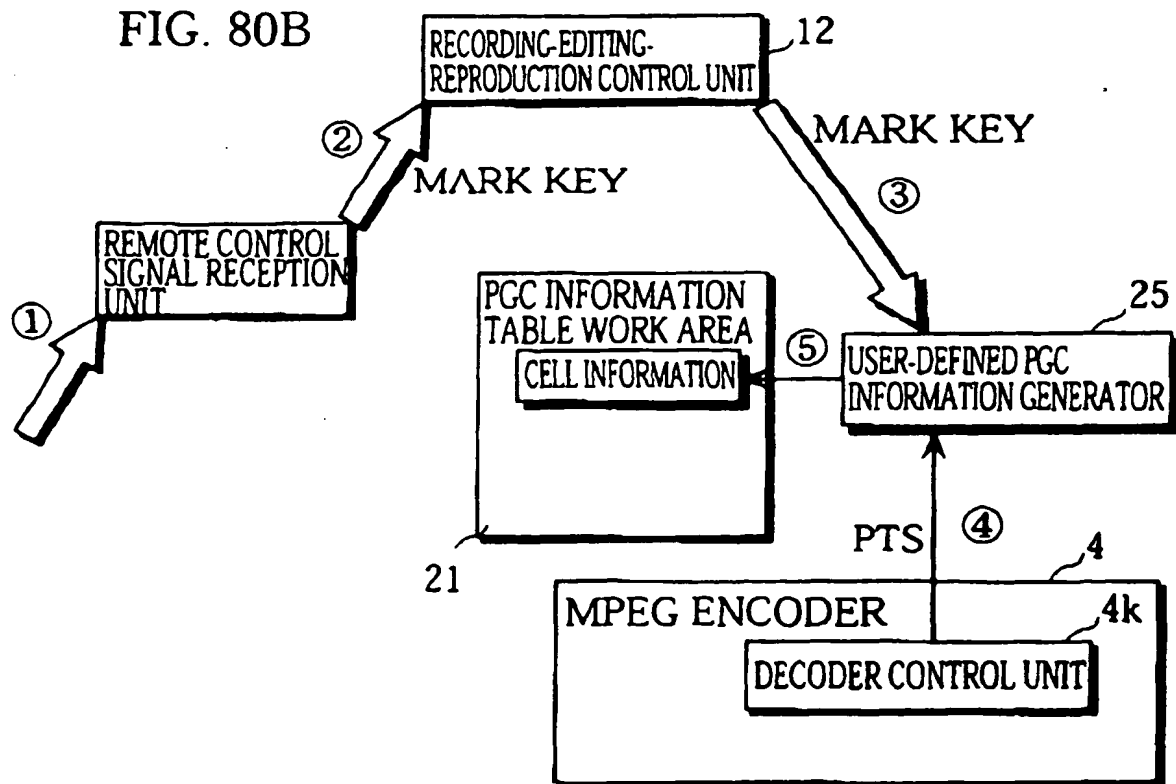 FIG. 80B
RECORDING-EDITING-
REPRODUCTION CONTROL UNIT
12
②
MARK KEY
MARK KEY
③
REMOTE CONTROL
SIGNAL RECEPTION
UNIT
①
PGC INFORMATION
TABLE WORK AREA
CELL INFORMATION
⑤
25
USER-DEFINED PGC
INFORMATION GENERATOR
21
PTS
④
4
MPEG ENCODER
4k
DECODER CONTROL UNIT